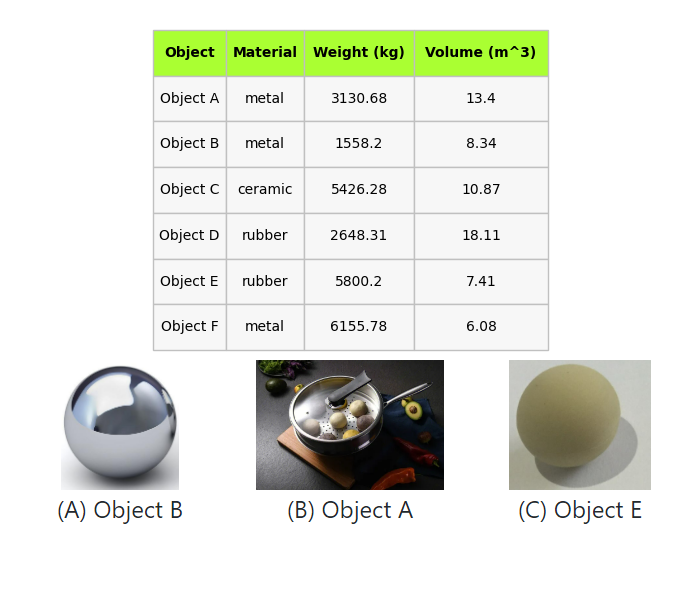 Object Material Weight (kg) Volume (m^3)
Object A metal 3130.68 13.4
Object B metal 1558.2 8.34
Object C ceramic 5426.28 10.87
Object D rubber 2648.31 18.11
Object E rubber 5800.2 7.41
Object F metal 6155.78 6.08
(A) Object B (B) Object A (C) Object E